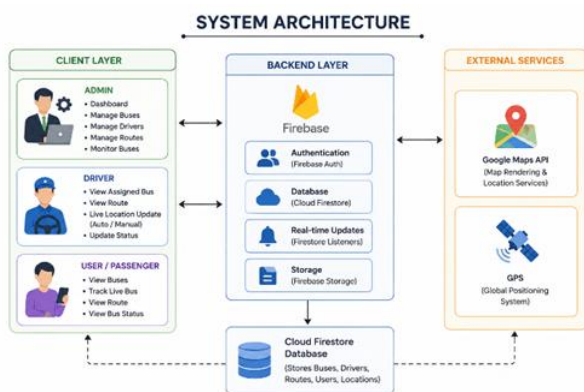 SYSTEM ARCHITECTURE
CLIENT LAYER
ADMIN
• Dashboard
• Manage Buses
• Manage Drivers
• Manage Routes
• Monitor Buses
DRIVER
• View Assigned Bus
• View Route
• Live Location Update
(Auto / Manual)
• Update Status
USER / PASSENGER
• View Buses
• Track Live Bus
• View Route
• View Bus Status
BACKEND LAYER
Firebase
Authentication
(Firebase Auth)
Database
(Cloud Firestore)
Real-time Updates
(Firestore Listeners)
Storage
(Firebase Storage)
Cloud Firestore
Database
(Stores Buses, Drivers,
Routes, Users, Locations)
EXTERNAL SERVICES
Google Maps API
(Map Rendering &
Location Services)
GPS
(Global Positioning
System)